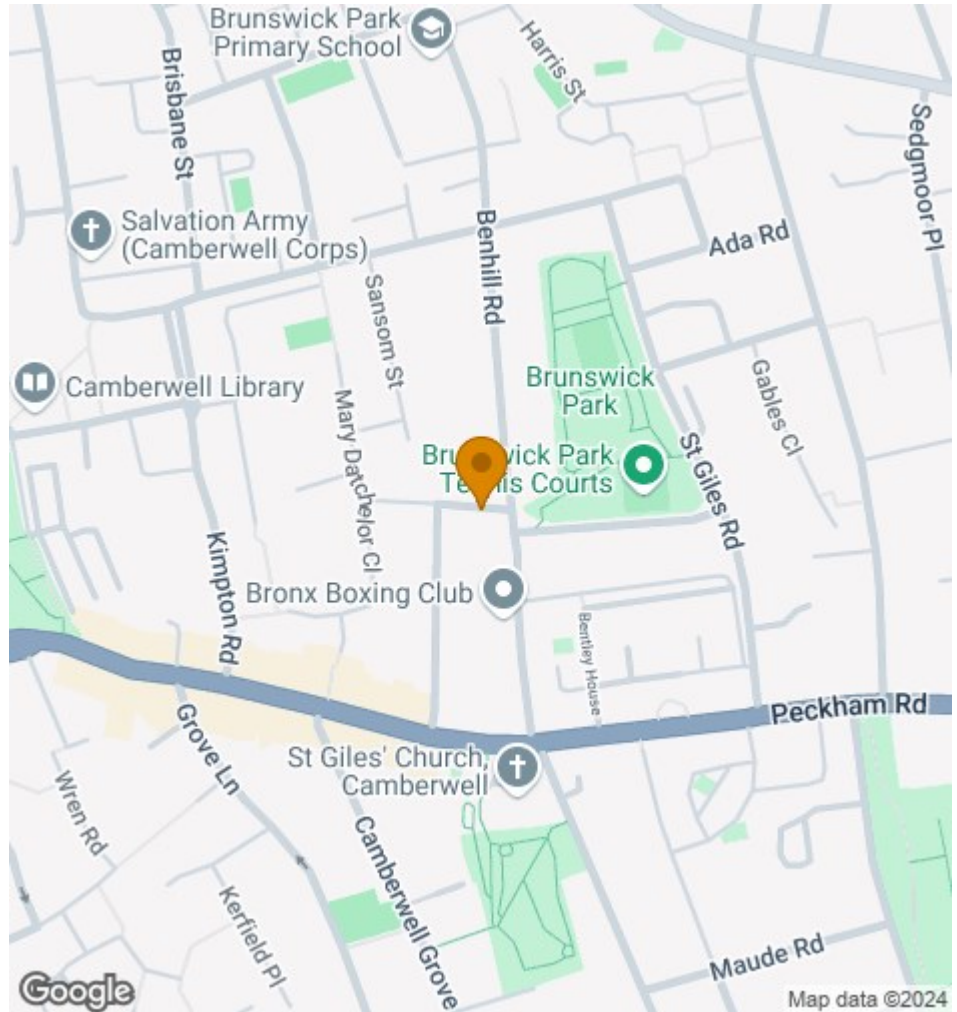 Brunswick Park
Primary School
Harris St
Brisbane St
Sedgmoor Pl
Salvation Army
(Camberwell Corps)
Benhill Rd
Ada Rd
Sansom St
Camberwell Library
Brunswick
Park
Gables Cl
Mary Datchelor Cl
Park
Courts
St Giles Rd
Kimpton Rd
Bronx Boxing Club
Bentley House
Peckham Rd
Grove Ln
St Giles' Church,
Camberwell
Wren Rd
Camberwell Grove
Kerfield Pl
Maude Rd
Google
Map data ©2024